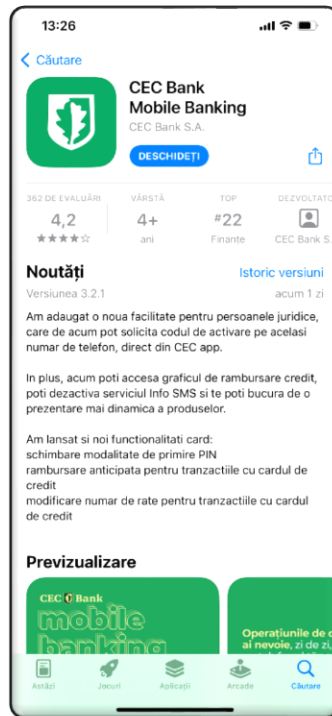 13:26
Căutare
CEC Bank
Mobile Banking
CEC Bank S.A.
DESCHIDEȚI
362 DE EVALUĂRI
VÂRSTĂ
TOP
DEZVOLTATO
4,2
4+
#22
ani
Finanțe
CEC Bank S.
Noutăți
Istoric versiuni
Versiunea 3.2.1
acum 1 zi
Am adaugat o noua facilitate pentru persoanele juridice,
care de acum pot solicita codul de activare pe acelasi
numar de telefon, direct din CEC app.
In plus, acum poti accesa graficul de rambursare credit,
poti dezactiva serviciul Info SMS si te poti bucura de o
prezentare mai dinamica a produselor.
Am lansat si noi functionalitati card:
schimbare modalitate de primire PIN
rambursare anticipata pentru tranzactiile cu cardul de
credit
modificare numar de rate pentru tranzactiile cu cardul
de credit
Previzualizare
CEC Bank
mobile
banking
Operațiunile de c
ai nevoie, zi de zi,
Astăzi
Jocuri
Aplicații
Arcade
Căutare